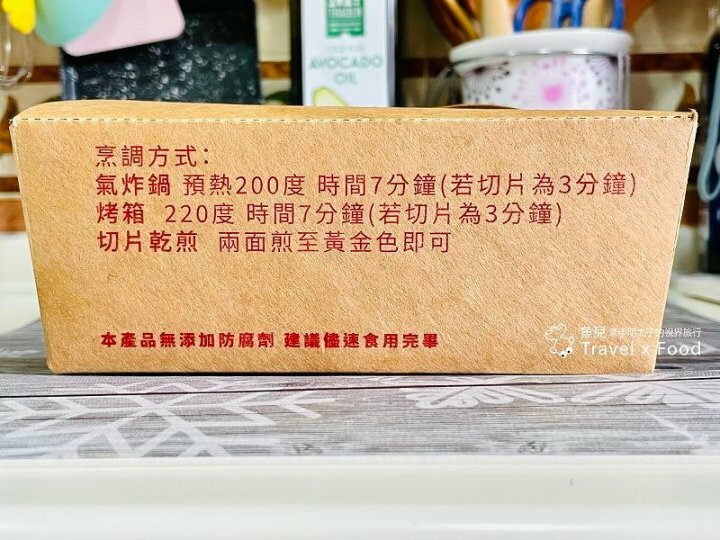 AVOCADO
OIL
烹調方式：
氣炸鍋 預熱200度 時間7分鐘(若切片為3分鐘)
烤箱 220度 時間7分鐘(若切片為3分鐘)
切片乾煎 兩面煎至黃金色即可
本產品無添加防腐劑 建議儘速食用完畢
Travel x Food